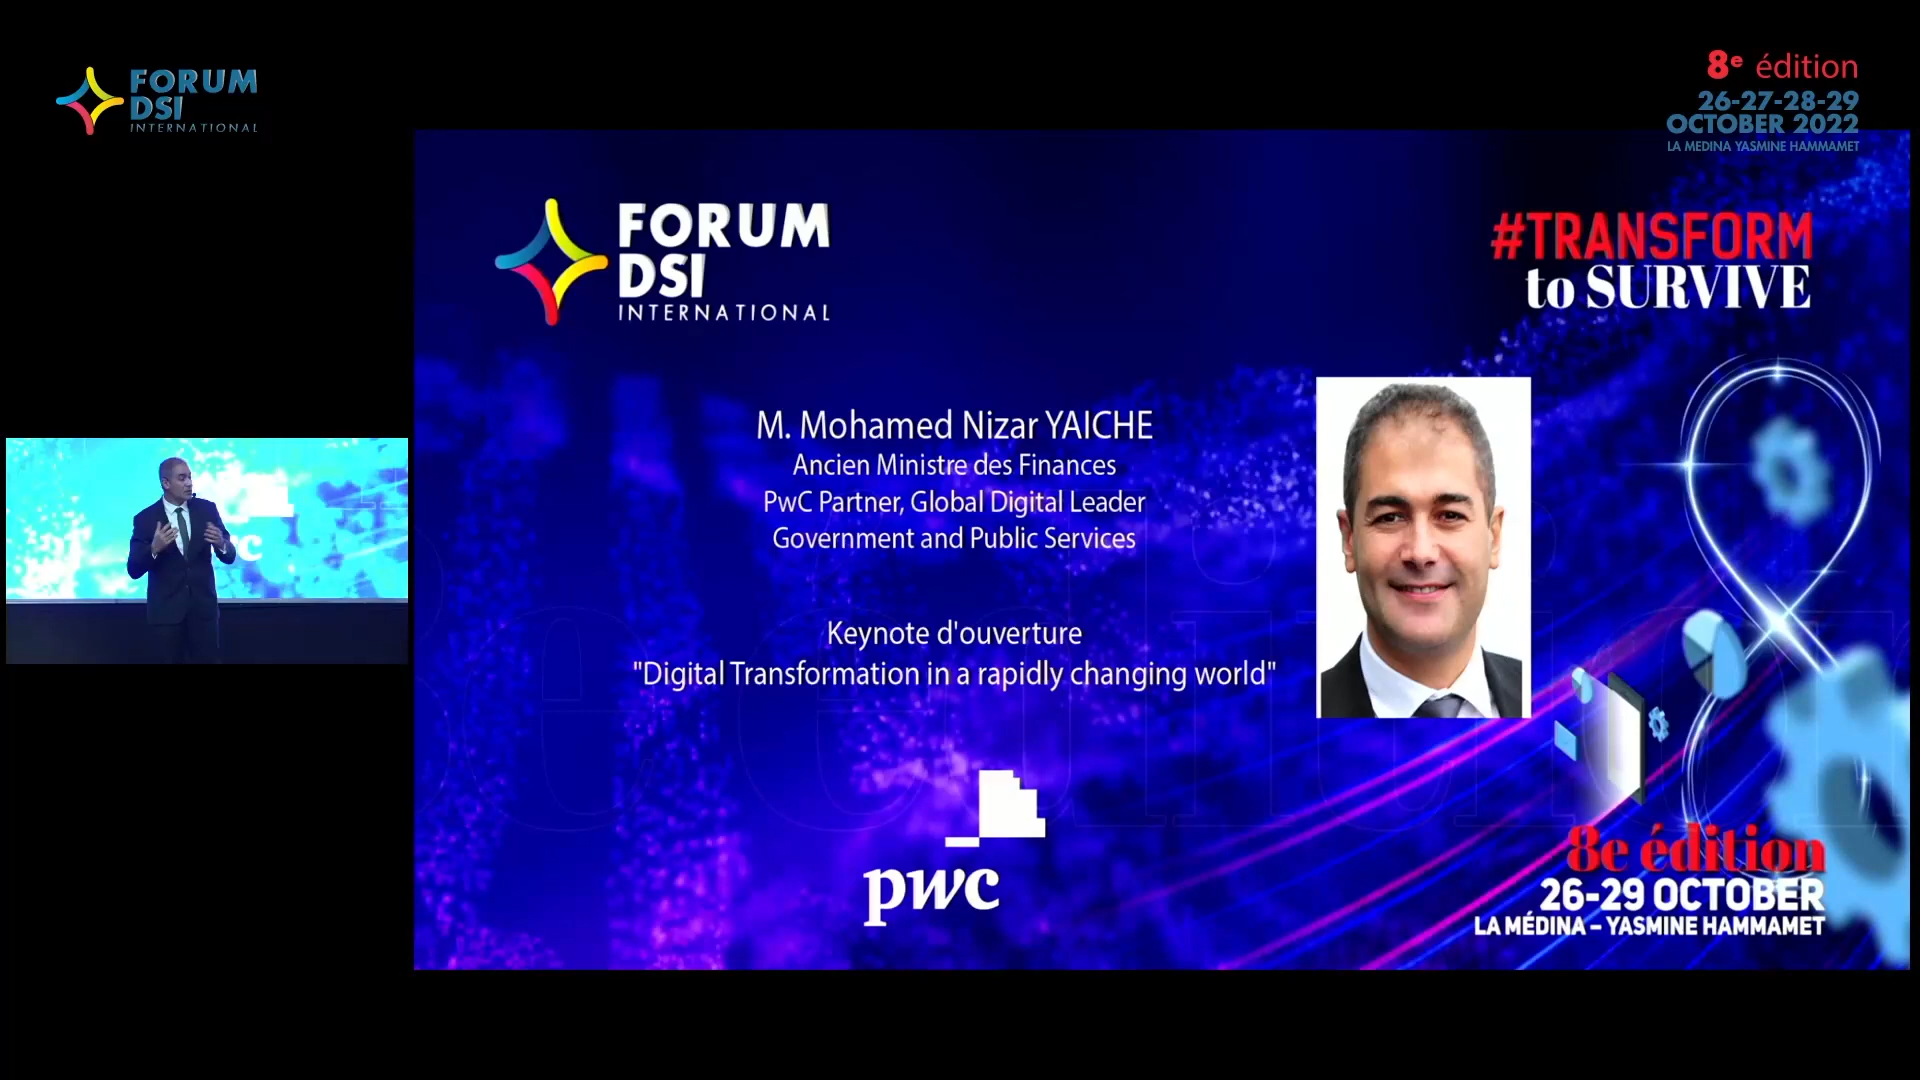 FORUM
DSI
INTERNATIONAL
8e édition
26-27-28-29
OCTOBER 2022
LA MEDINA YASMINE HAMMAMET
FORUM
DSI
INTERNATIONAL
#TRANSFORM
to SURVIVE
M. Mohamed Nizar YAICHE
Ancien Ministre des Finances
PwC Partner, Global Digital Leader
Government and Public Services
Keynote d'ouverture
"Digital Transformation in a rapidly changing world"
pwc
8e édition
26-29 OCTOBER
LA MÉDINA – YASMINE HAMMAMET